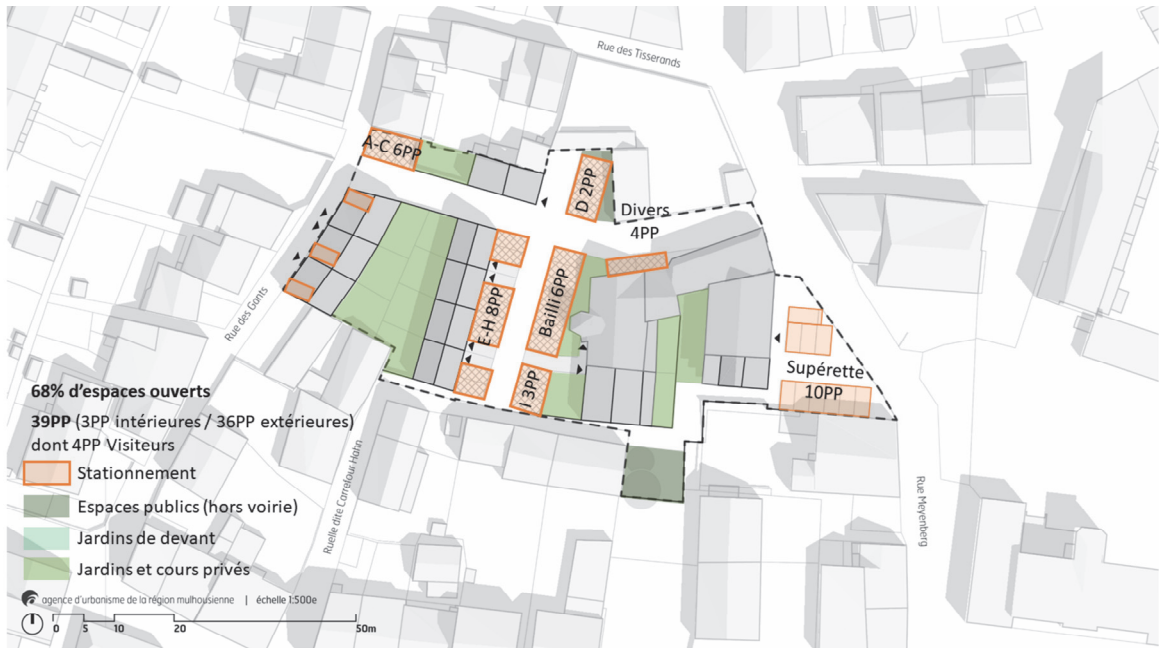 Rue des Tisserands
A-C 6PP
D 2PP
Divers
4PP
E-H 8PP
Bailli 6PP
I 3PP
Supérette
10PP
Rue des Gonts
Ruelle dite Carrefour Hahn
Rue Meyenberg
68% d'espaces ouverts
39PP (3PP intérieures / 36PP extérieures)
dont 4PP Visiteurs
Stationnement
Espaces publics (hors voirie)
Jardins de devant
Jardins et cours privés
agence d'urbanisme de la région mulhousienne | échelle 1:500e
0 5 10 20 50m